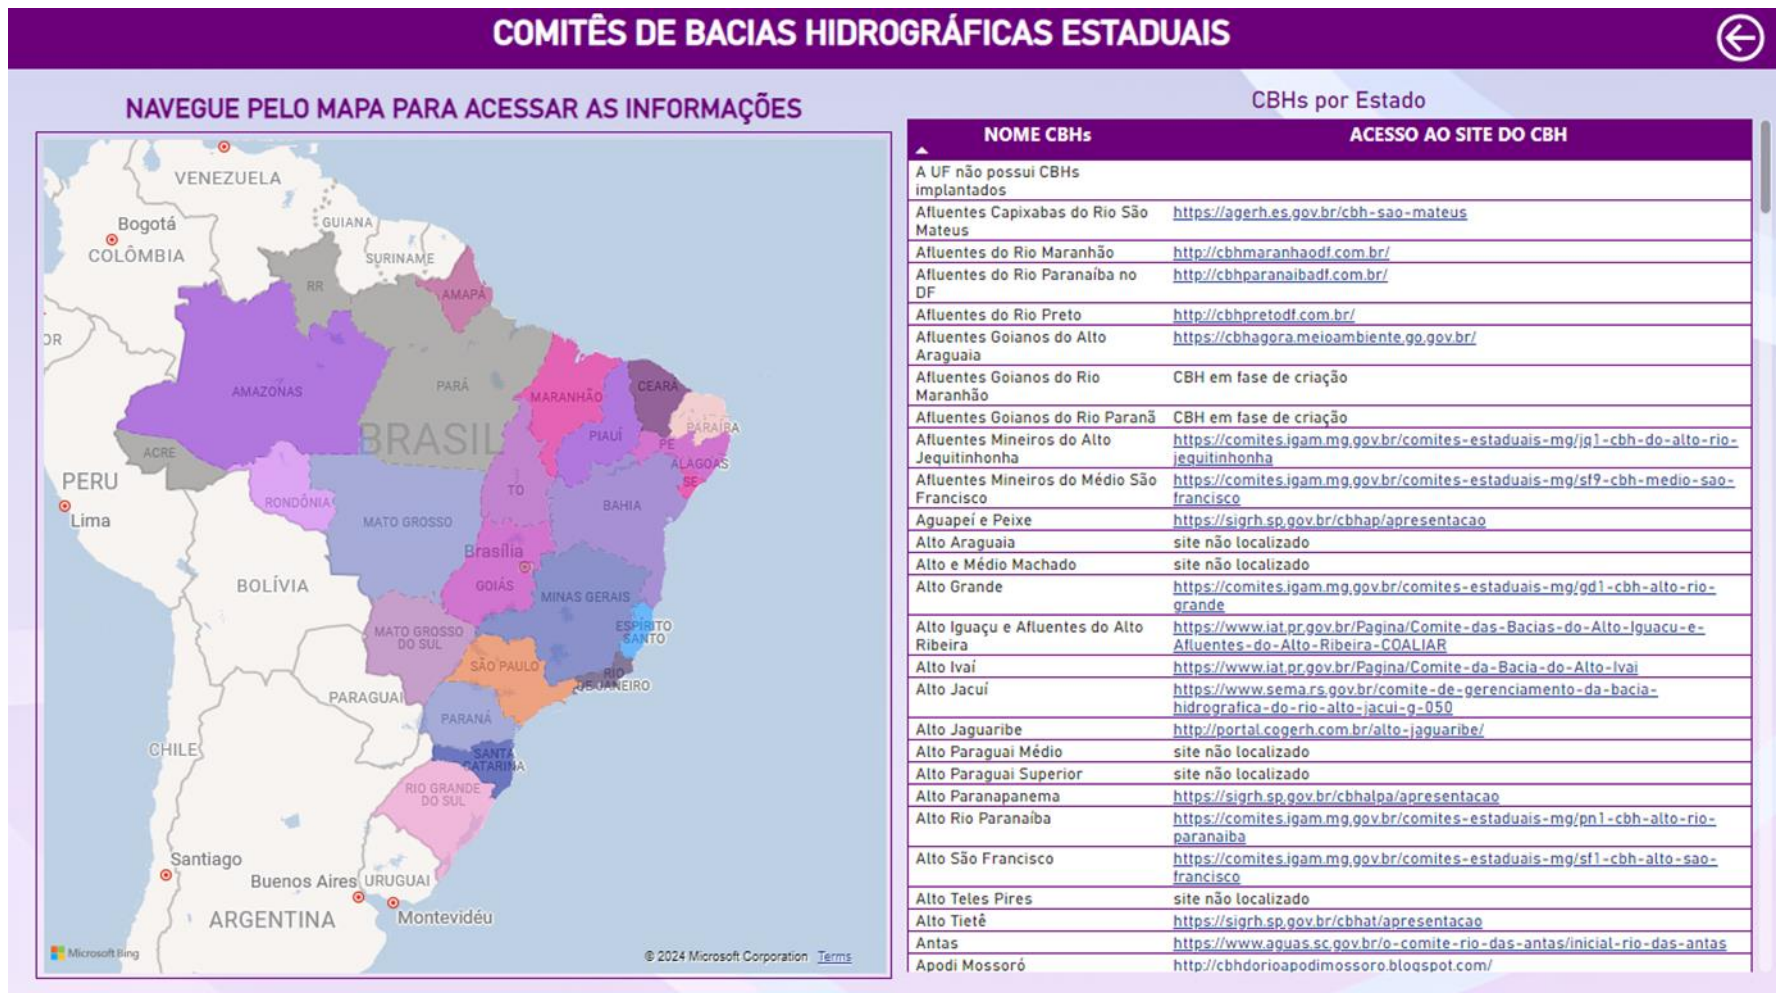 COMITÊS DE BACIAS HIDROGRÁFICAS ESTADUAIS
NAVEGUE PELO MAPA PARA ACESSAR AS INFORMAÇÕES
VENEZUELA
Bogotá
COLÔMBIA
GUIANA
SURINAME
RR
AMAPÁ
OR
AMAZONAS
PARÁ
MARANHÃO
CEARÁ
PARAÍBA
PIAUÍ
PE
BRASIL
ACRE
ALAGOAS
SE
PERU
Lima
RONDÔNIA
TO
BAHIA
MATO GROSSO
Brasília
BOLÍVIA
GOIÁS
MINAS GERAIS
MATO GROSSO
DO SUL
ESPÍRITO
SANTO
SÃO PAULO
RIO
DE JANEIRO
PARAGUAI
PARANÁ
CHILE
SANTA
CATARINA
RIO GRANDE
DO SUL
Santiago
Buenos Aires
URUGUAI
ARGENTINA
Montevidéu
Microsoft Bing
© 2024 Microsoft Corporation Terms
CBHs por Estado
NOME CBHs ACESSO AO SITE DO CBH
A UF não possui CBHs
implantados
Afluentes Capixabas do Rio São https://agerh.es.gov.br/cbh-sao-mateus
Mateus
Afluentes do Rio Maranhão http://cbhmaranhaodf.com.br/
Afluentes do Rio Paranaíba no http://cbhparanaibadf.com.br/
DF
Afluentes do Rio Preto http://cbhpretodf.com.br/
Afluentes Goianos do Alto https://cbhagora.meioambiente.go.gov.br/
Araguaia
Afluentes Goianos do Rio CBH em fase de criação
Maranhão
Afluentes Goianos do Rio Paranã CBH em fase de criação
Afluentes Mineiros do Alto https://comites.igam.mg.gov.br/comites-estaduais-mg/jq1-cbh-do-alto-rio-
Jequitinhonha jequitinhonha
Afluentes Mineiros do Médio São https://comites.igam.mg.gov.br/comites-estaduais-mg/sf9-cbh-medio-sao-
Francisco francisco
Aguapeí e Peixe https://sigrh.sp.gov.br/cbhap/apresentacao
Alto Araguaia site não localizado
Alto e Médio Machado site não localizado
Alto Grande https://comites.igam.mg.gov.br/comites-estaduais-mg/gd1-cbh-alto-rio-
grande
Alto Iguaçu e Afluentes do Alto https://www.iat.pr.gov.br/Pagina/Comite-das-Bacias-do-Alto-Iguacu-e-
Ribeira Afluentes-do-Alto-Ribeira-COALIAR
Alto Ivaí https://www.iat.pr.gov.br/Pagina/Comite-da-Bacia-do-Alto-Ivai
Alto Jacuí https://www.sema.rs.gov.br/comite-de-gerenciamento-da-bacia-
hidrografica-do-rio-alto-jacui-g-050
Alto Jaguaribe http://portal.cogerh.com.br/alto-jaguaribe/
Alto Paraguai Médio site não localizado
Alto Paraguai Superior site não localizado
Alto Paranapanema https://sigrh.sp.gov.br/cbhalpa/apresentacao
Alto Rio Paranaíba https://comites.igam.mg.gov.br/comites-estaduais-mg/pn1-cbh-alto-rio-
paranaiba
Alto São Francisco https://comites.igam.mg.gov.br/comites-estaduais-mg/sf1-cbh-alto-sao-
francisco
Alto Teles Pires site não localizado
Alto Tietê https://sigrh.sp.gov.br/cbhat/apresentacao
Antas https://www.aguas.sc.gov.br/o-comite-rio-das-antas/inicial-rio-das-antas
Apodi Mossoró http://cbhdorioapodimossoro.blogspot.com/